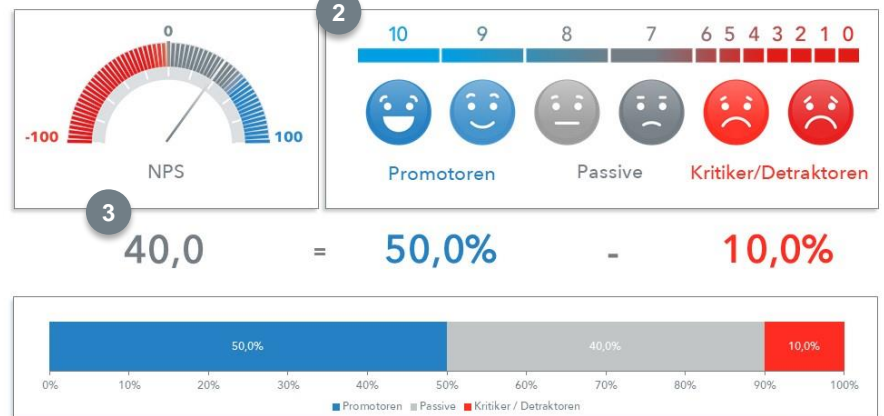 2
0
-100
100
NPS
10 9 8 7 6 5 4 3 2 1 0
Promotoren Passive Kritiker/Detraktoren
3
40,0 = 50,0% - 10,0%
50,0% 40,0% 10,0%
0% 10% 20% 30% 40% 50% 60% 70% 80% 90% 100%
Promotoren Passive Kritiker / Detraktoren